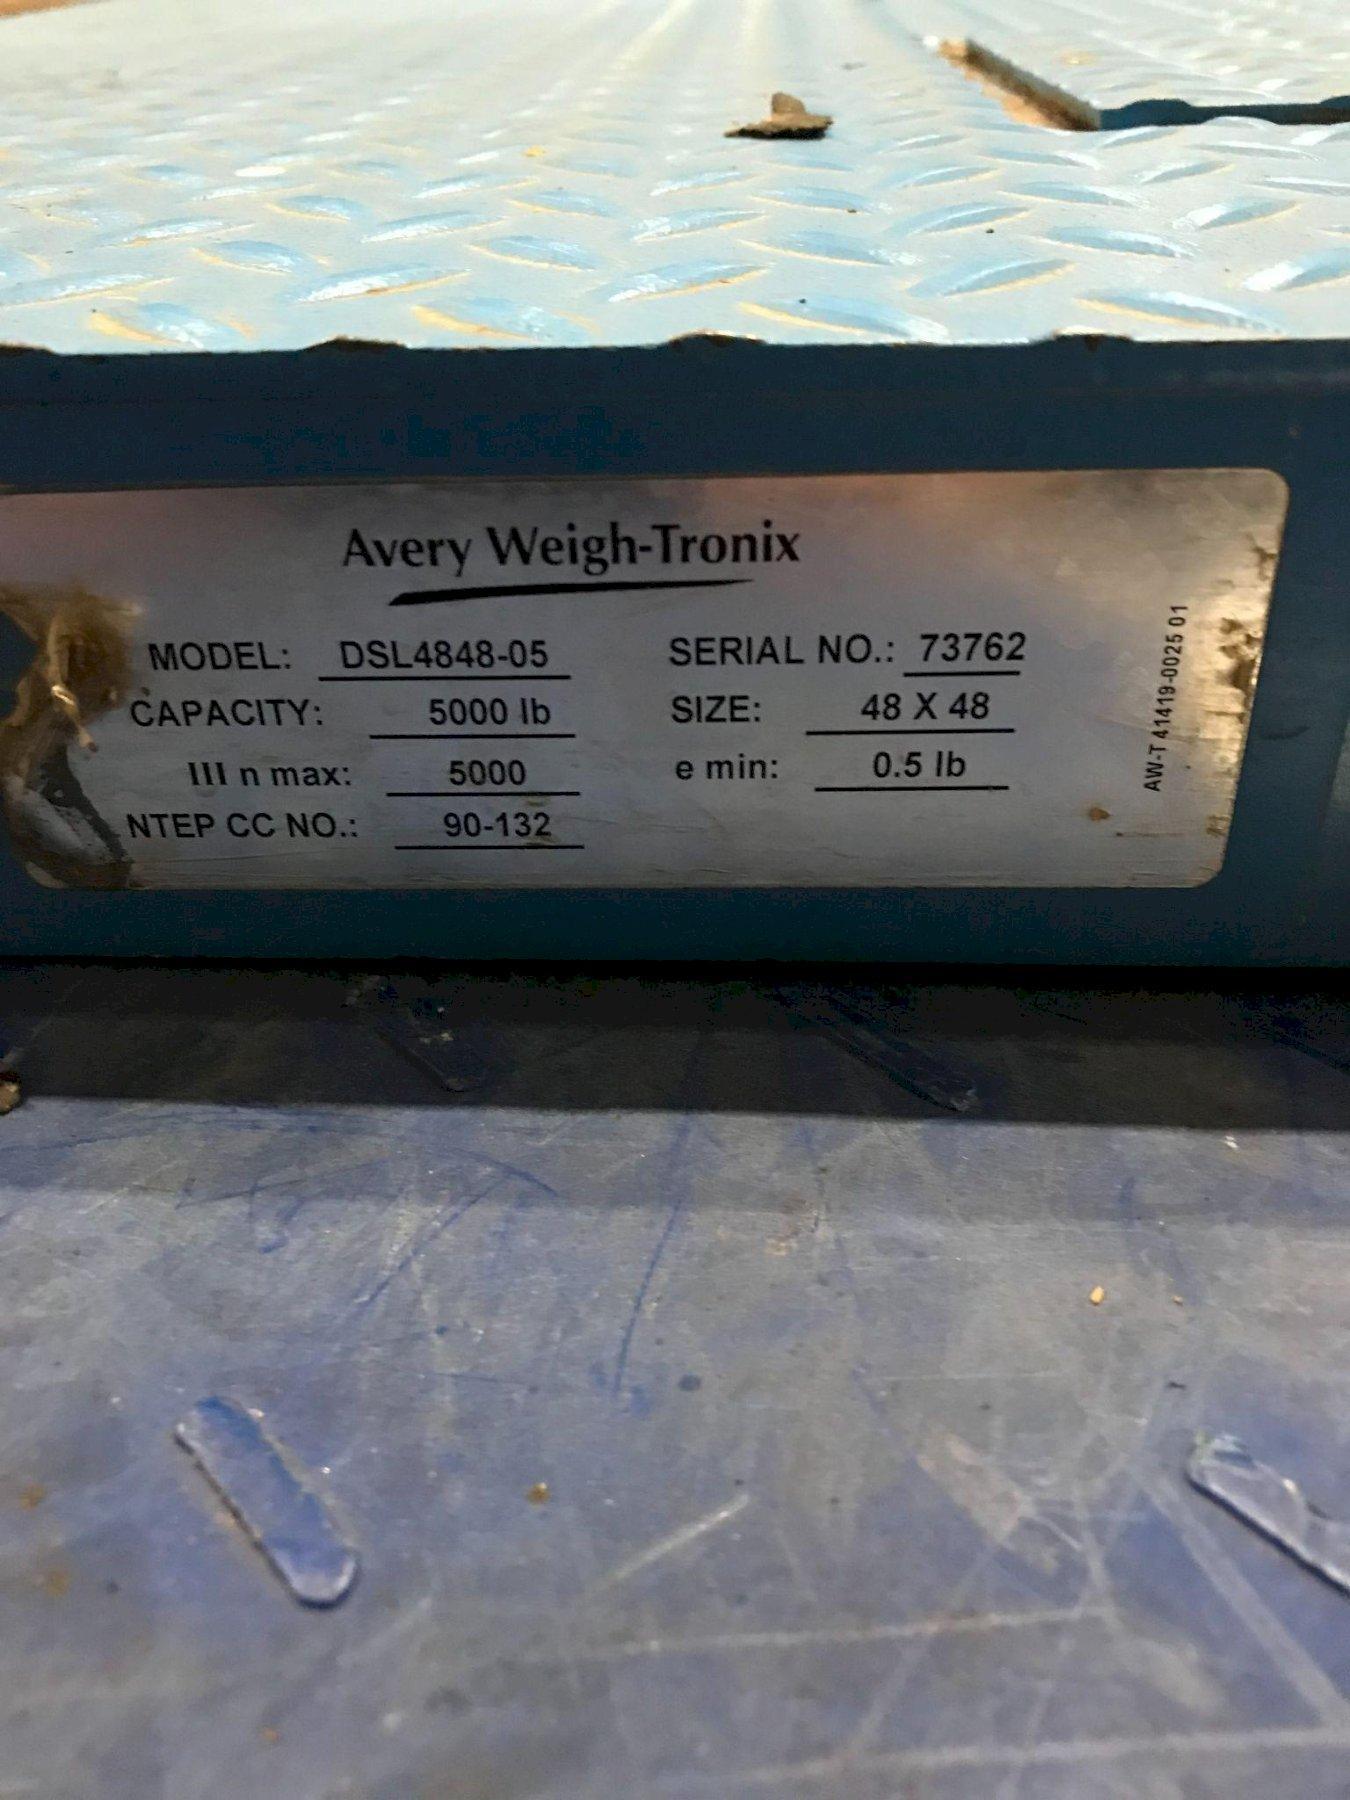 Avery Weigh-Tronix
MODEL: DSL4848-05 SERIAL NO.: 73762
CAPACITY: 5000 lb SIZE: 48 X 48
III n max: 5000 e min: 0.5 lb
NTEP CC NO.: 90-132
AW-T41419-0025 01